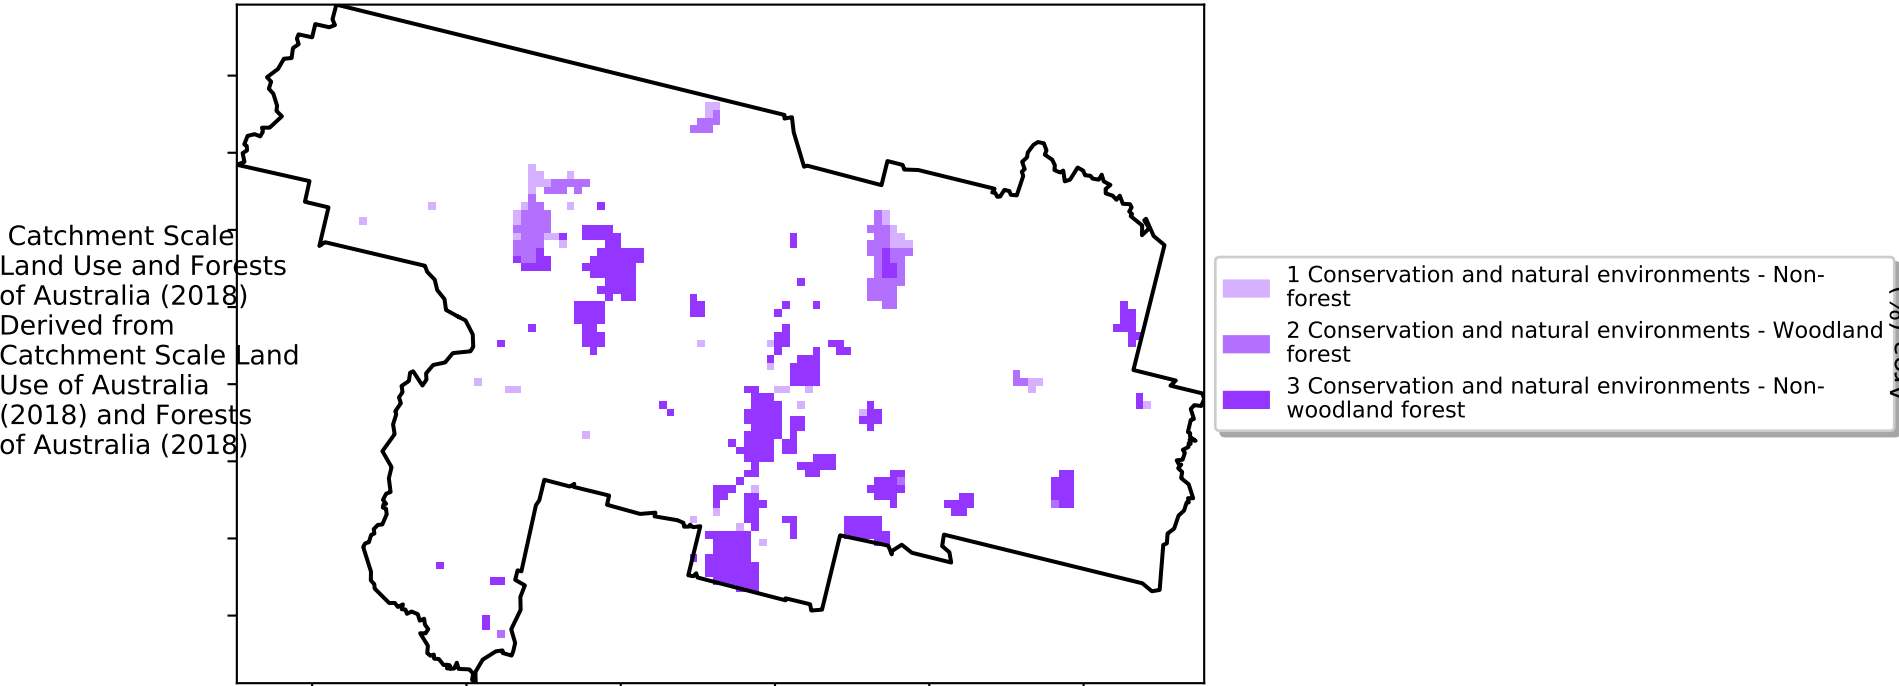 Catchment Scale
Land Use and Forests
of Australia (2018)
Derived from
Catchment Scale Land
Use of Australia
(2018) and Forests
of Australia (2018)
1 Conservation and natural environments - Non-
forest
2 Conservation and natural environments - Woodland
forest
3 Conservation and natural environments - Non-
woodland forest